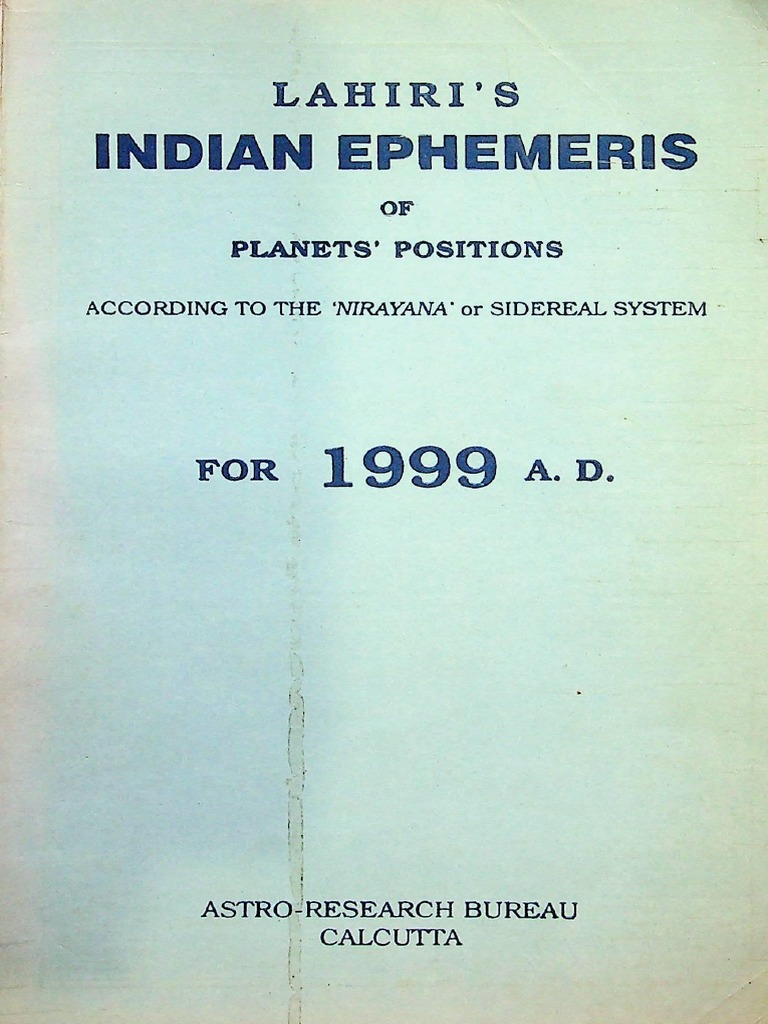 LAHIRI'S
INDIAN EPHEMERIS
OF
PLANETS' POSITIONS
ACCORDING TO THE 'NIRAYANA' or SIDEREAL SYSTEM
FOR 1999 A. D.
ASTRO-RESEARCH BUREAU
CALCUTTA